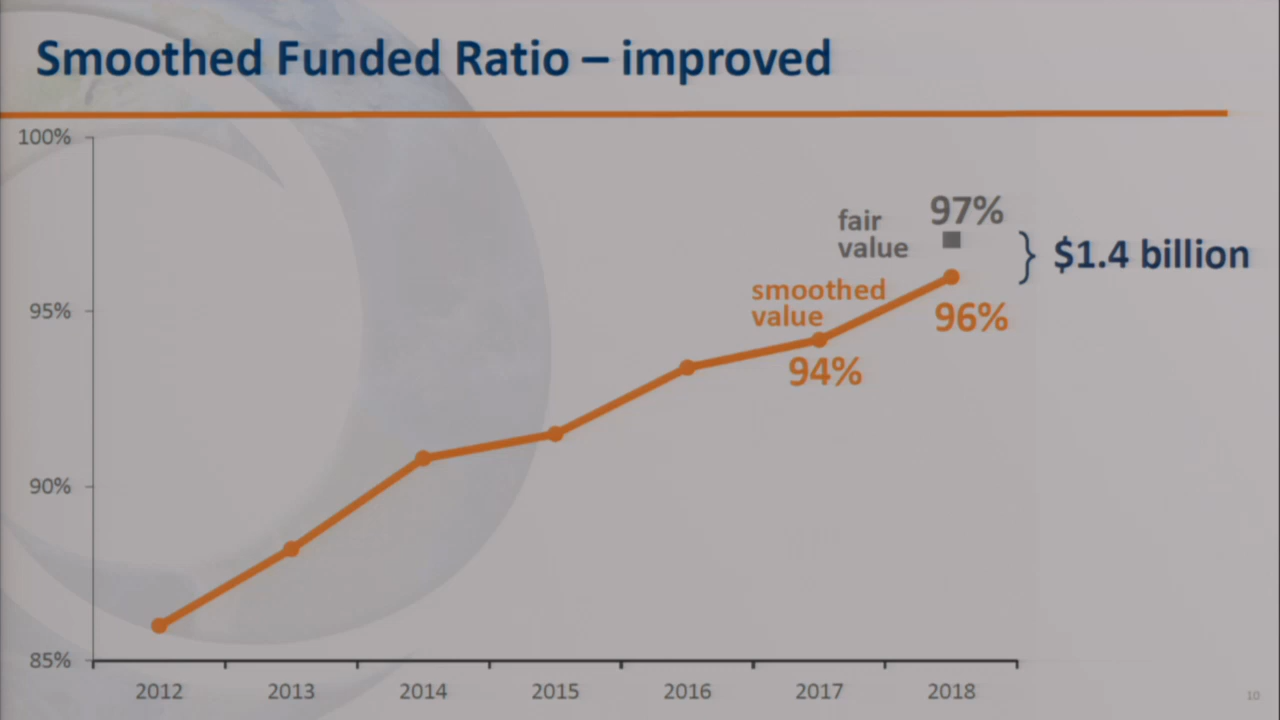 Smoothed Funded Ratio – improved
100%
95%
90%
85%
fair
value
97%
$1.4 billion
smoothed
value
96%
94%
2012
2013
2014
2015
2016
2017
2018
10